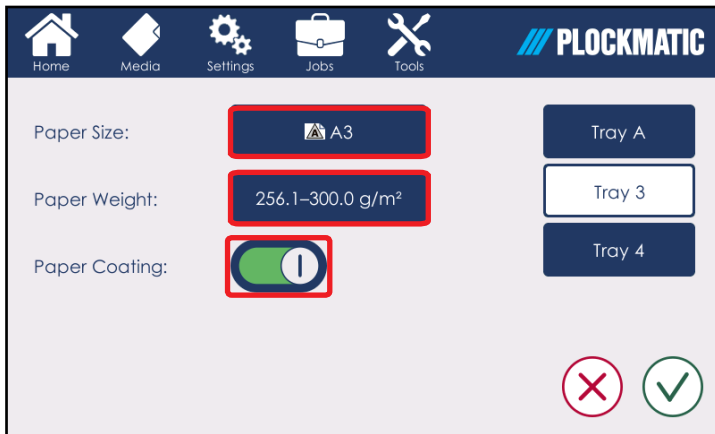 Home Media Settings Jobs Tools PLOCKMATIC
Paper Size: A3 Tray A
Paper Weight: 256.1–300.0 g/m² Tray 3
Paper Coating: Tray 4